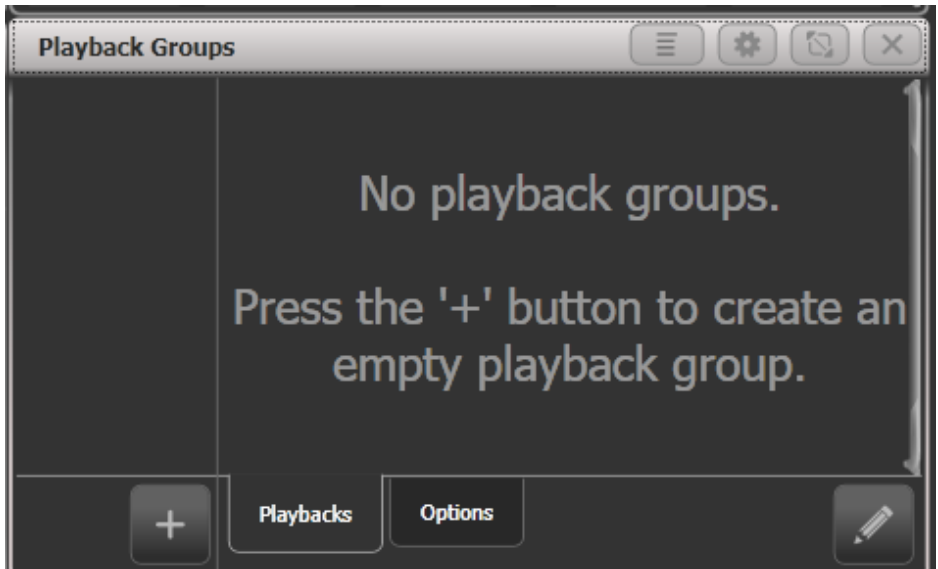 Playback Groups
No playback groups.
Press the '+' button to create an
empty playback group.
Playbacks
Options